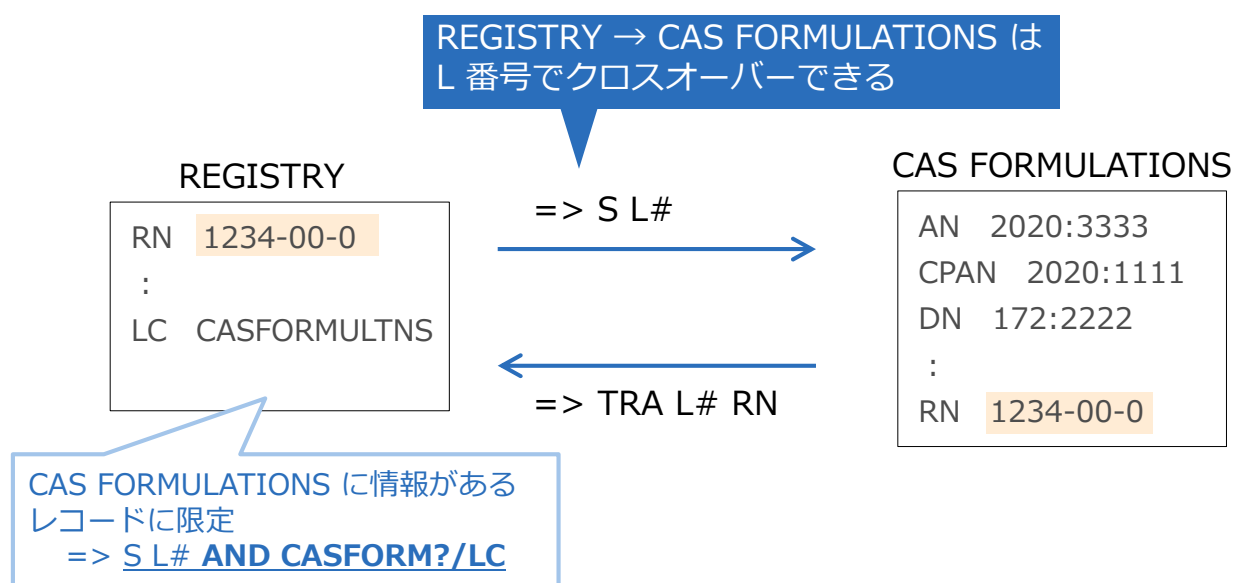 REGISTRY → CAS FORMULATIONS は
L 番号でクロスオーバーできる
REGISTRY
RN 1234-00-0
:
LC CASFORMULTNS
=> S L#
=> TRA L# RN
CAS FORMULATIONS
AN 2020:3333
CPAN 2020:1111
DN 172:2222
:
RN 1234-00-0
CAS FORMULATIONS に情報がある
レコードに限定
=> S L# AND CASFORM?/LC